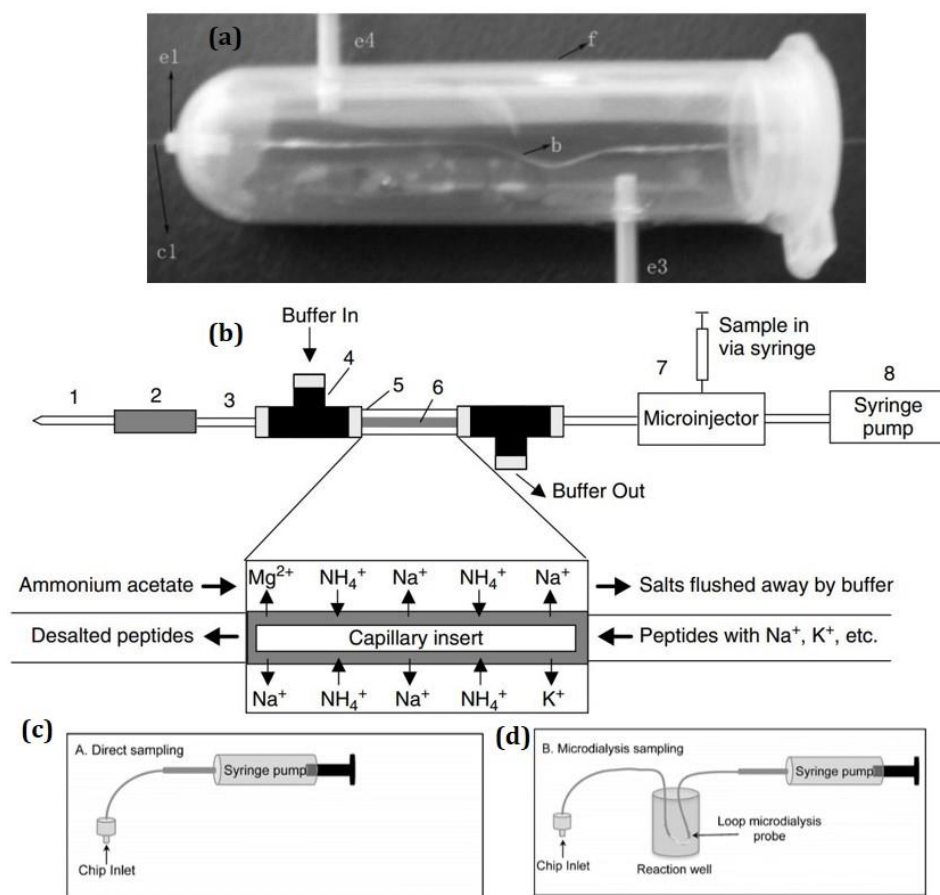 (a)
e4
f
e1
b
c1
e3
(b)
Buffer In
4
5
6
1
2
3
7
Sample in
via syringe
8
Microinjector
Syringe
pump
Buffer Out
Ammonium acetate
Mg²⁺ NH₄⁺ Na⁺ NH₄⁺ Na⁺
Salts flushed away by buffer
Desalted peptides
Capillary insert
Peptides with Na⁺, K⁺, etc.
Na⁺ NH₄⁺ Na⁺ NH₄⁺ K⁺
(c)
A. Direct sampling
Syringe pump
Chip Inlet
(d)
B. Microdialysis sampling
Syringe pump
Loop microdialysis
probe
Chip Inlet
Reaction well